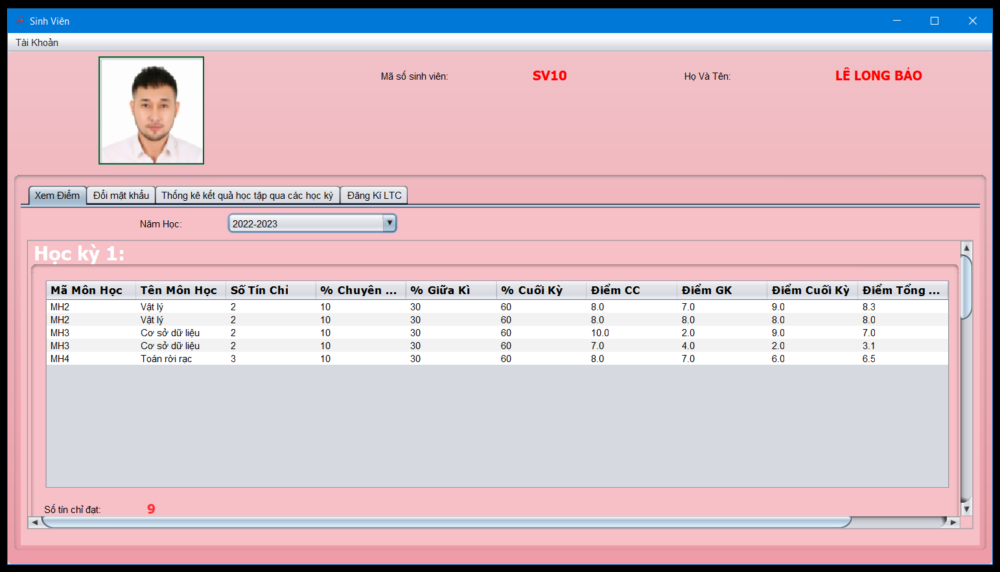 Sinh Viên
Tài Khoản
Mã số sinh viên: SV10 Họ Và Tên: LÊ LONG BÁO
Xem Điểm Đổi mật khẩu Thống kê kết quả học tập qua các học kỳ Đăng Kí LTC
Năm Học: 2022-2023
Học kỳ 1:
Mã Môn Học Tên Môn Học Số Tín Chỉ % Chuyên ... % Giữa Kì % Cuối Kỳ Điểm CC Điểm GK Điểm Cuối Kỳ Điểm Tổng ...
MH2 Vật lý 2 10 30 60 8.0 7.0 9.0 8.3
MH2 Vật lý 2 10 30 60 8.0 8.0 8.0 8.0
MH3 Cơ sở dữ liệu 2 10 30 60 10.0 2.0 9.0 7.0
MH3 Cơ sở dữ liệu 2 10 30 60 7.0 4.0 2.0 3.1
MH4 Toán rời rạc 3 10 30 60 8.0 7.0 6.0 6.5
Số tín chỉ đạt: 9